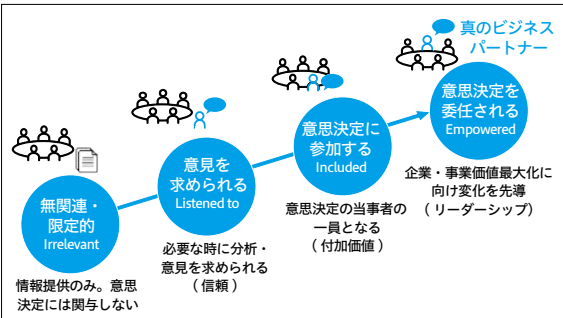 無関連・
限定的
Irrelevant
情報提供のみ。意思
決定には関与しない
意見を
求められる
Listened to
必要な時に分析・
意見を求められる
（信頼）
意思決定に
参加する
Included
意思決定の当事者の
一員となる
（付加価値）
真のビジネス
パートナー
意思決定を
委任される
Empowered
企業・事業価値最大化に
向け変化を先導
（リーダーシップ）